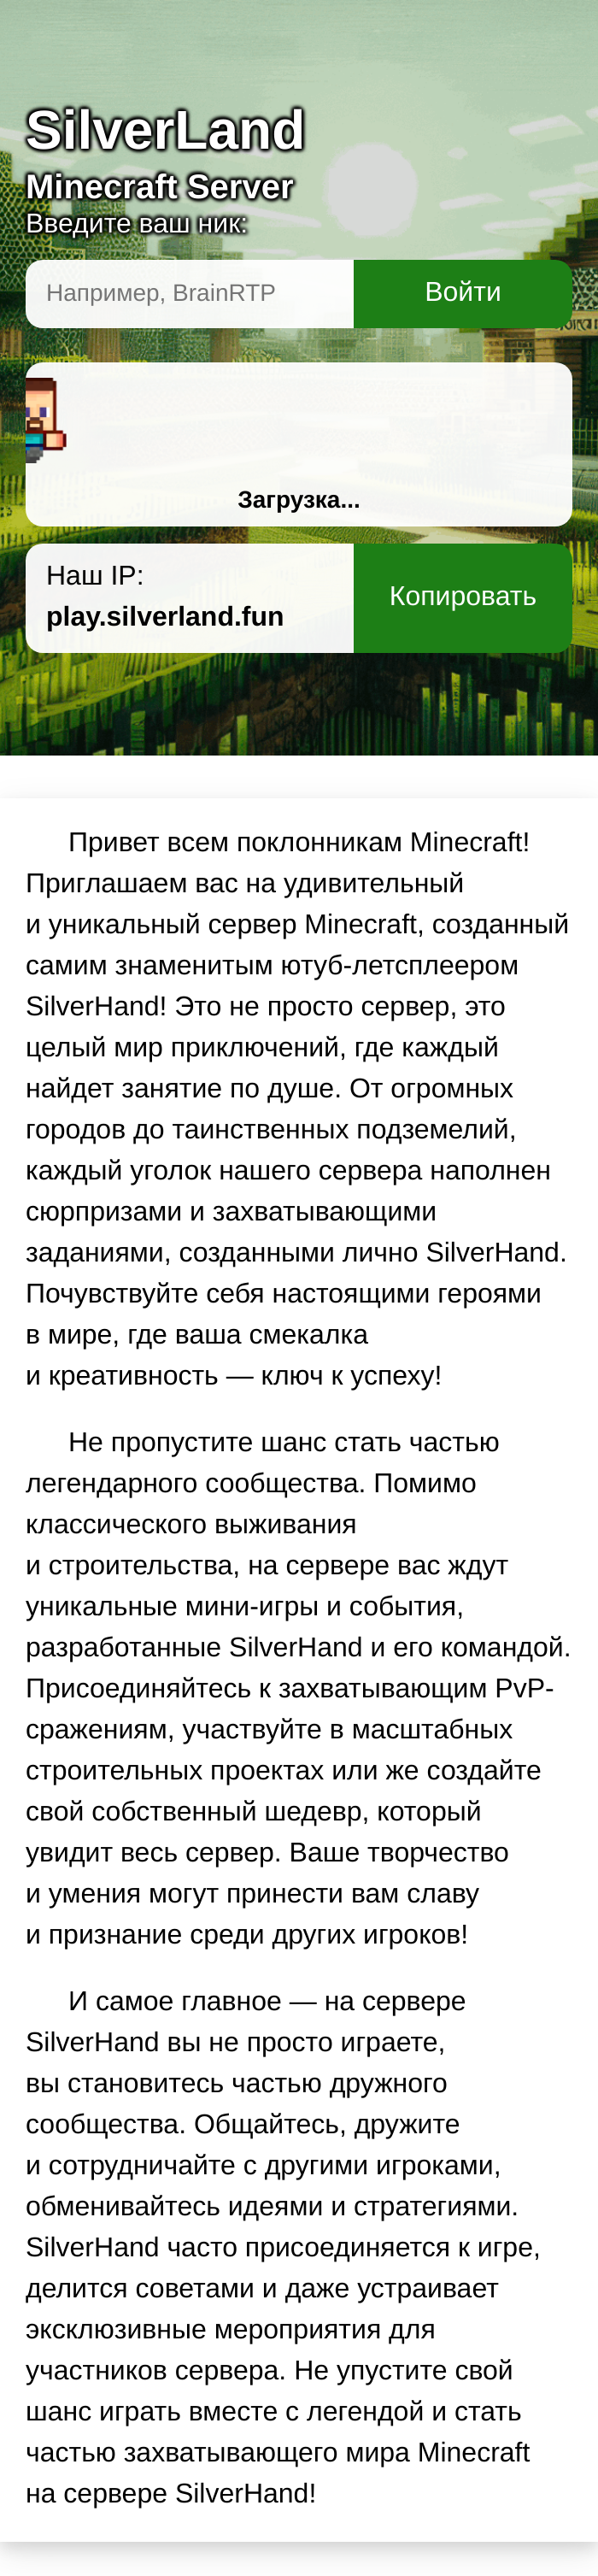 SilverLand
Minecraft Server
Введите ваш ник:
Например, BrainRTP
Войти
Загрузка...
Наш IP:
play.silverland.fun
Копировать
Привет всем поклонникам Minecraft!
Приглашаем вас на удивительный
и уникальный сервер Minecraft, созданный
самим знаменитым ютуб-летсплеером
SilverHand! Это не просто сервер, это
целый мир приключений, где каждый
найдет занятие по душе. От огромных
городов до таинственных подземелий,
каждый уголок нашего сервера наполнен
сюрпризами и захватывающими
заданиями, созданными лично SilverHand.
Почувствуйте себя настоящими героями
в мире, где ваша смекалка
и креативность — ключ к успеху!
Не пропустите шанс стать частью
легендарного сообщества. Помимо
классического выживания
и строительства, на сервере вас ждут
уникальные мини-игры и события,
разработанные SilverHand и его командой.
Присоединяйтесь к захватывающим PvP-
сражениям, участвуйте в масштабных
строительных проектах или же создайте
свой собственный шедевр, который
увидит весь сервер. Ваше творчество
и умения могут принести вам славу
и признание среди других игроков!
И самое главное — на сервере
SilverHand вы не просто играете,
вы становитесь частью дружного
сообщества. Общайтесь, дружите
и сотрудничайте с другими игроками,
обменивайтесь идеями и стратегиями.
SilverHand часто присоединяется к игре,
делится советами и даже устраивает
эксклюзивные мероприятия для
участников сервера. Не упустите свой
шанс играть вместе с легендой и стать
частью захватывающего мира Minecraft
на сервере SilverHand!